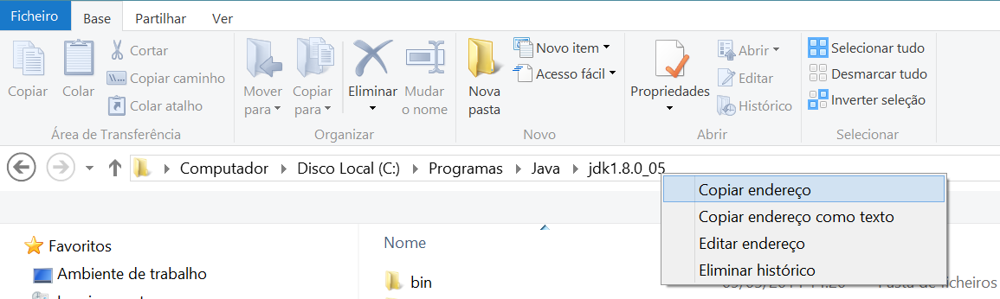 Ficheiro Base Partilhar Ver
Copiar
Colar
Cortar
Copiar caminho
Colar atalho
Área de Transferência
Mover para
Copiar para
Eliminar
Mudar o nome
Organizar
Nova pasta
Novo item
Acesso fácil
Novo
Propriedades
Abrir
Editar
Histórico
Abrir
Selecionar tudo
Desmarcar tudo
Inverter seleção
Selecionar
Computador Disco Local (C:) Programas Java jdk1.8.0_05
Copiar endereço
Copiar endereço como texto
Editar endereço
Eliminar histórico
Favoritos
Ambiente de trabalho
Nome
bin
Pasta de ficheiros